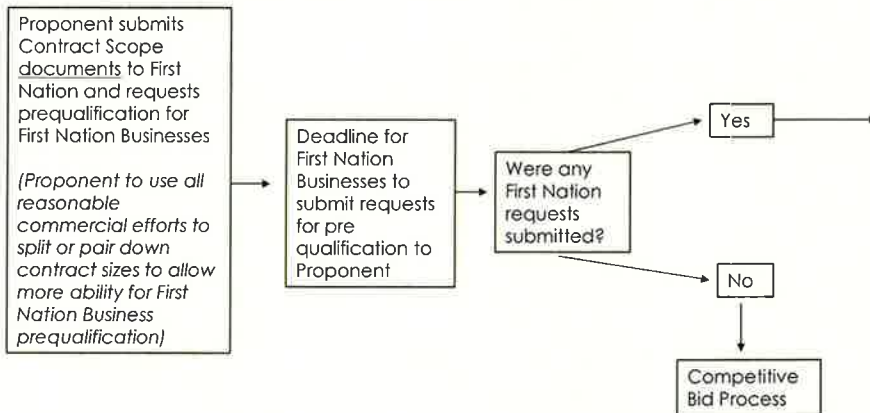 Proponent submits
Contract Scope
documents to First
Nation and requests
prequalification for
First Nation Businesses
(Proponent to use all
reasonable
commercial efforts to
split or pair down
contract sizes to allow
more ability for First
Nation Business
prequalification)
Deadline for
First Nation
Businesses to
submit requests
for pre
qualification to
Proponent
Were any
First Nation
requests
submitted?
Yes
No
Competitive
Bid Process